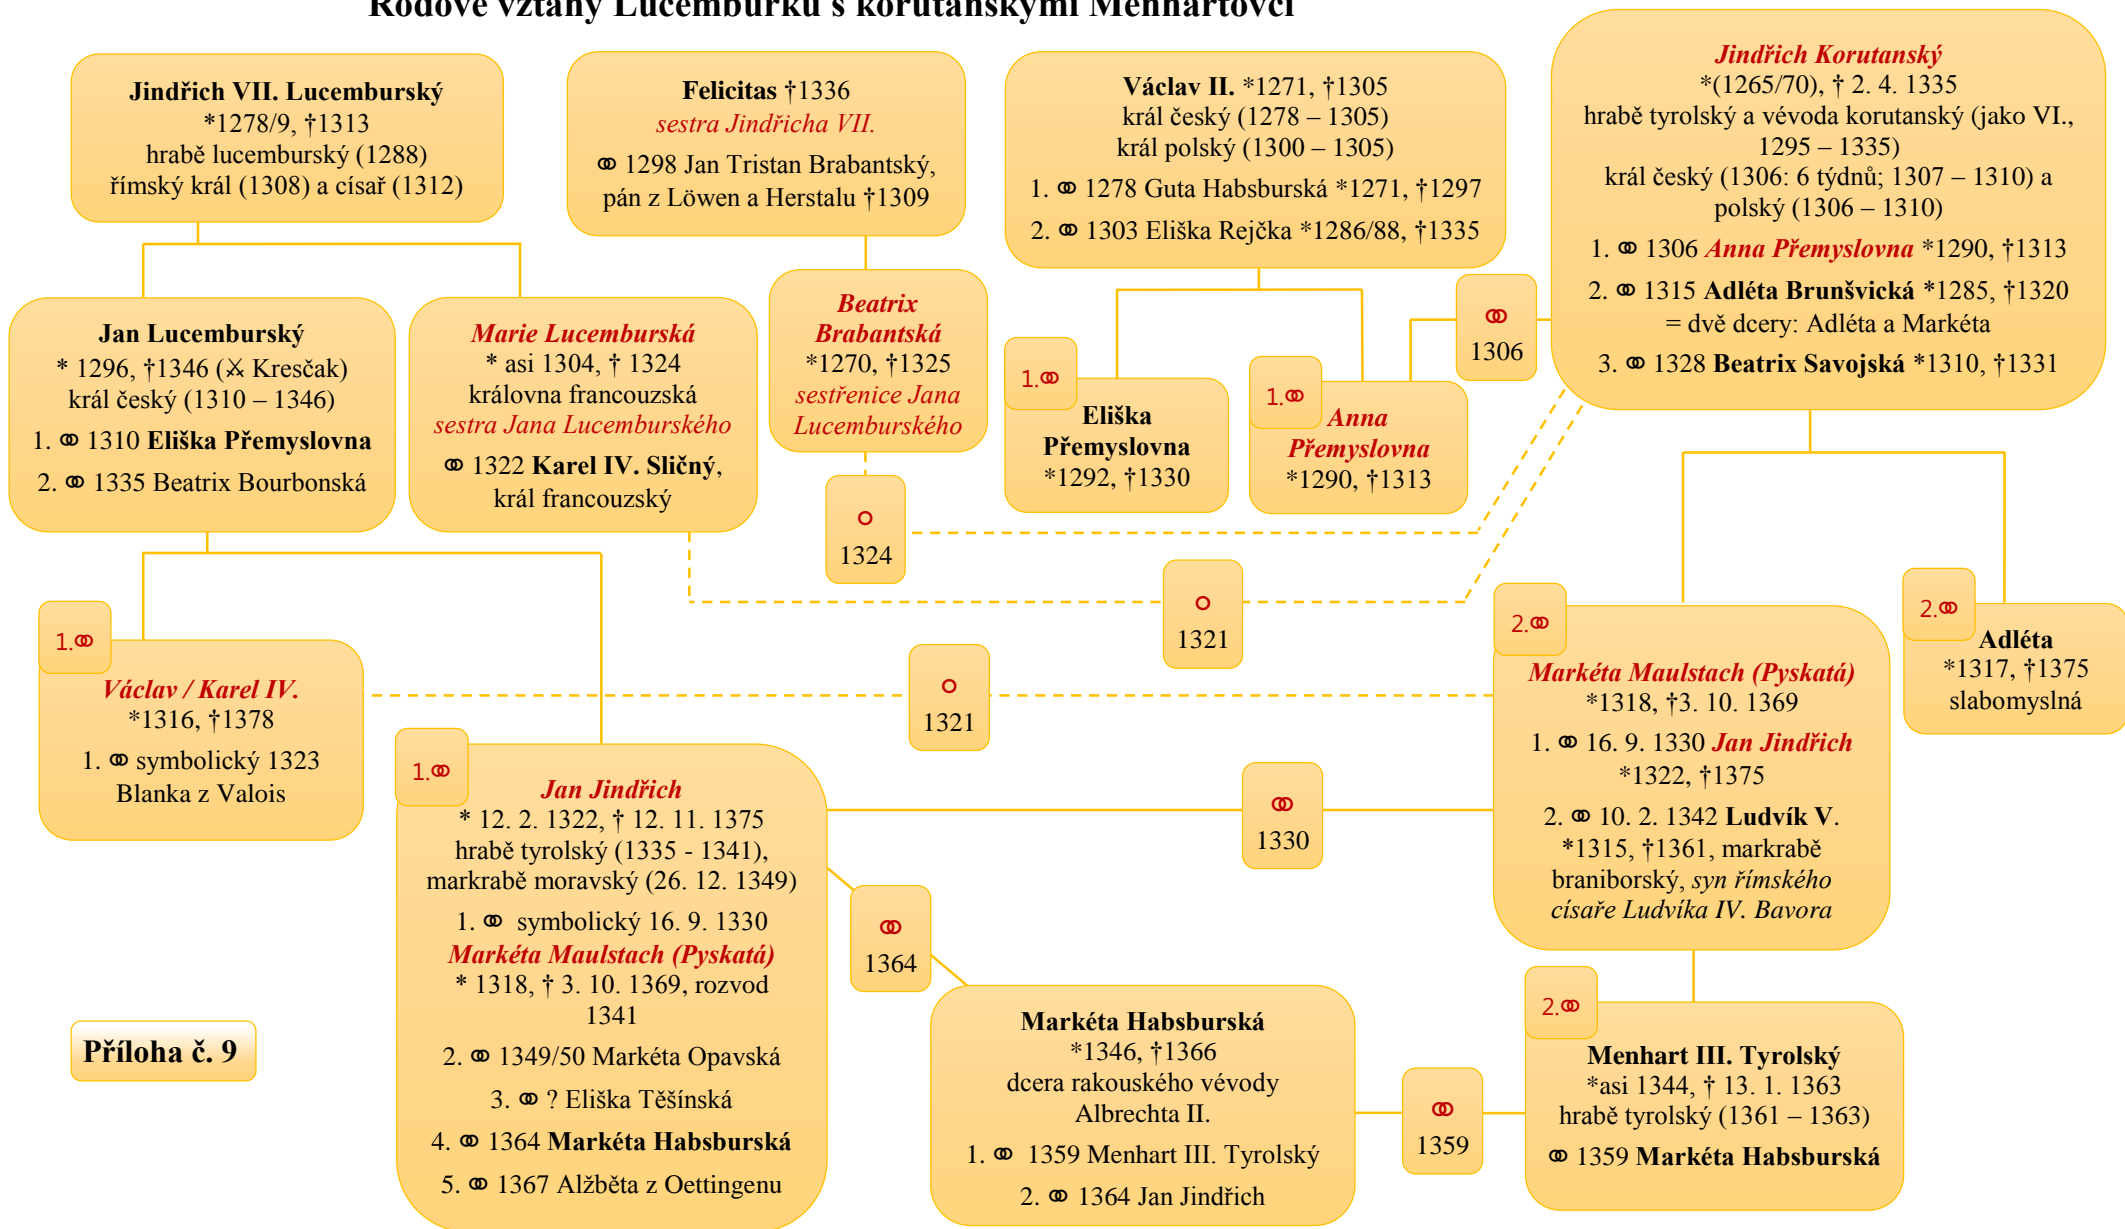 Rodové vztahy Lucemburků s korutanskými Menhartovci
Jindřich VII. Lucemburský
*1278/9, †1313
hrabě lucemburský (1288)
římský král (1308) a císař (1312)
Felicitas †1336
sestra Jindřicha VII.
⚭ 1298 Jan Tristan Brabantský,
pán z Löwen a Herstalu †1309
Václav II. *1271, †1305
král český (1278 – 1305)
král polský (1300 – 1305)
1. ⚭ 1278 Guta Habsburská *1271, †1297
2. ⚭ 1303 Eliška Rejčka *1286/88, †1335
Jindřich Korutanský
*(1265/70), † 2. 4. 1335
hrabě tyrolský a vévoda korutanský (jako VI.,
1295 – 1335)
král český (1306: 6 týdnů; 1307 – 1310) a
polský (1306 – 1310)
1. ⚭ 1306 Anna Přemyslovna *1290, †1313
2. ⚭ 1315 Adléta Brunšvická *1285, †1320
= dvě dcery: Adléta a Markéta
3. ⚭ 1328 Beatrix Savojská *1310, †1331
Jan Lucemburský
* 1296, †1346 (⚔ Kresčak)
král český (1310 – 1346)
1. ⚭ 1310 Eliška Přemyslovna
2. ⚭ 1335 Beatrix Bourbonská
Marie Lucemburská
* asi 1304, † 1324
královna francouzská
sestra Jana Lucemburského
⚭ 1322 Karel IV. Sličný,
král francouzský
Beatrix
Brabantská
*1270, †1325
sestřenice Jana
Lucemburského
1.⚭
Eliška
Přemyslovna
*1292, †1330
1.⚭
Anna
Přemyslovna
*1290, †1313
⚭
1306
⚬
1324
⚬
1321
⚬
1321
1.⚭
Václav / Karel IV.
*1316, †1378
1. ⚭ symbolický 1323
Blanka z Valois
1.⚭
Jan Jindřich
* 12. 2. 1322, † 12. 11. 1375
hrabě tyrolský (1335 - 1341),
markrabě moravský (26. 12. 1349)
1. ⚭ symbolický 16. 9. 1330
Markéta Maulstach (Pyskatá)
* 1318, † 3. 10. 1369, rozvod
1341
2. ⚭ 1349/50 Markéta Opavská
3. ⚭ ? Eliška Těšínská
4. ⚭ 1364 Markéta Habsburská
5. ⚭ 1367 Alžběta z Oettingenu
⚭
1330
⚭
1364
2.⚭
Markéta Maulstach (Pyskatá)
*1318, †3. 10. 1369
1. ⚭ 16. 9. 1330 Jan Jindřich
*1322, †1375
2. ⚭ 10. 2. 1342 Ludvík V.
*1315, †1361, markrabě
braniborský, syn římského
císaře Ludvíka IV. Bavora
2.⚭
Adléta
*1317, †1375
slabomyslná
Markéta Habsburská
*1346, †1366
dcera rakouského vévody
Albrechta II.
1. ⚭ 1359 Menhart III. Tyrolský
2. ⚭ 1364 Jan Jindřich
⚭
1359
2.⚭
Menhart III. Tyrolský
*asi 1344, † 13. 1. 1363
hrabě tyrolský (1361 – 1363)
⚭ 1359 Markéta Habsburská
Příloha č. 9